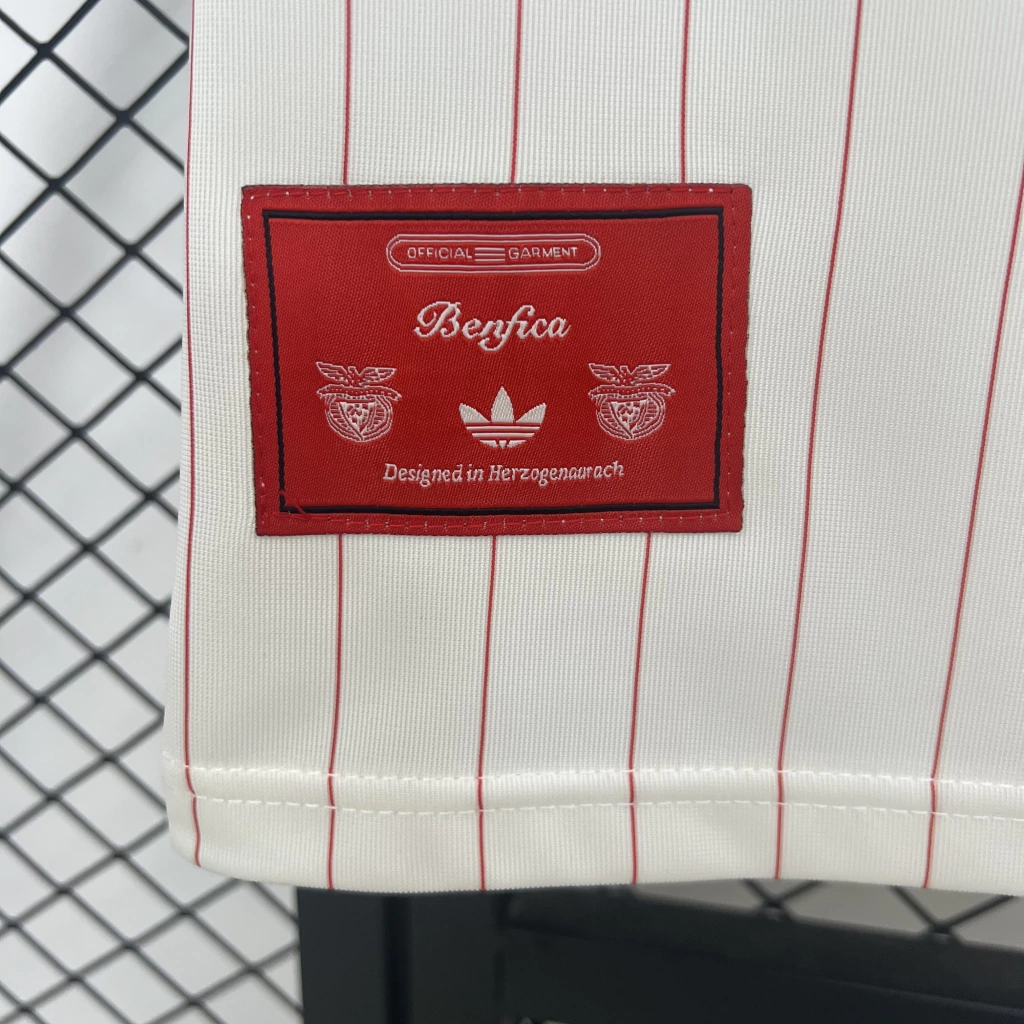 OFFICIAL GARMENT
Benfica
Designed in Herzogenaurach